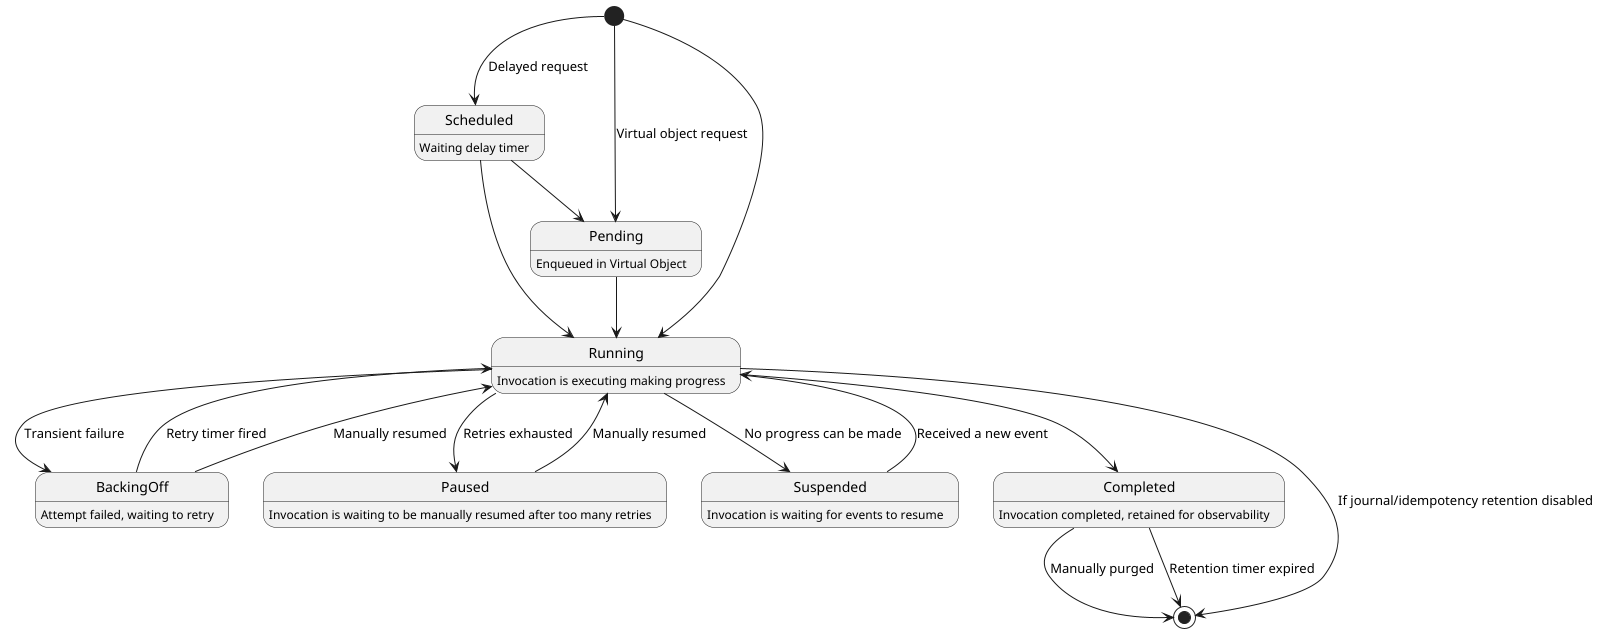 Delayed request
Scheduled
Waiting delay timer
Virtual object request
Pending
Enqueued in Virtual Object
Running
Invocation is executing making progress
Transient failure
Retry timer fired
Manually resumed
Retries exhausted
Manually resumed
No progress can be made
Received a new event
BackingOff
Attempt failed, waiting to retry
Paused
Invocation is waiting to be manually resumed after too many retries
Suspended
Invocation is waiting for events to resume
Completed
Invocation completed, retained for observability
If journal/idempotency retention disabled
Manually purged
Retention timer expired